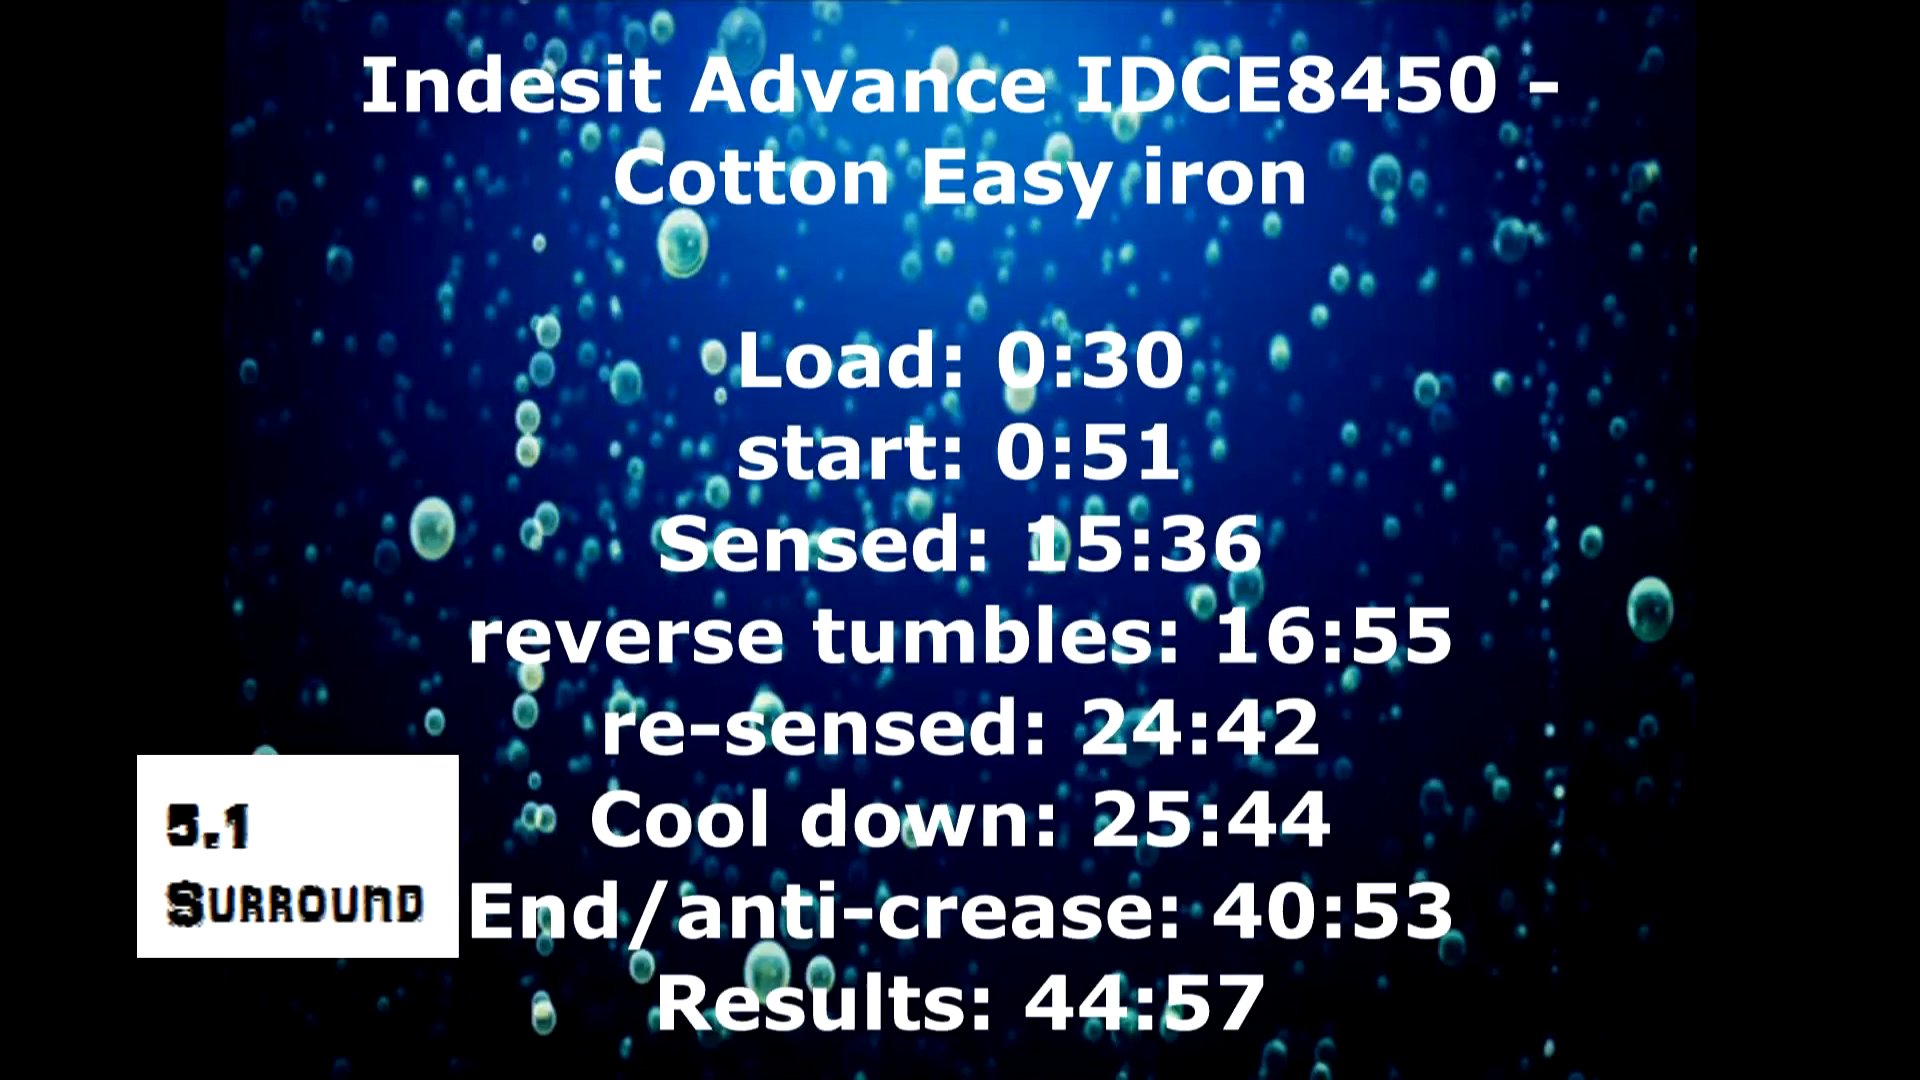 Indesit Advance IDCE8450 -
Cotton Easy iron
Load: 0:30
start: 0:51
Sensed: 15:36
reverse tumbles: 16:55
re-sensed: 24:42
Cool down: 25:44
End/anti-crease: 40:53
Results: 44:57
5.1
Surround